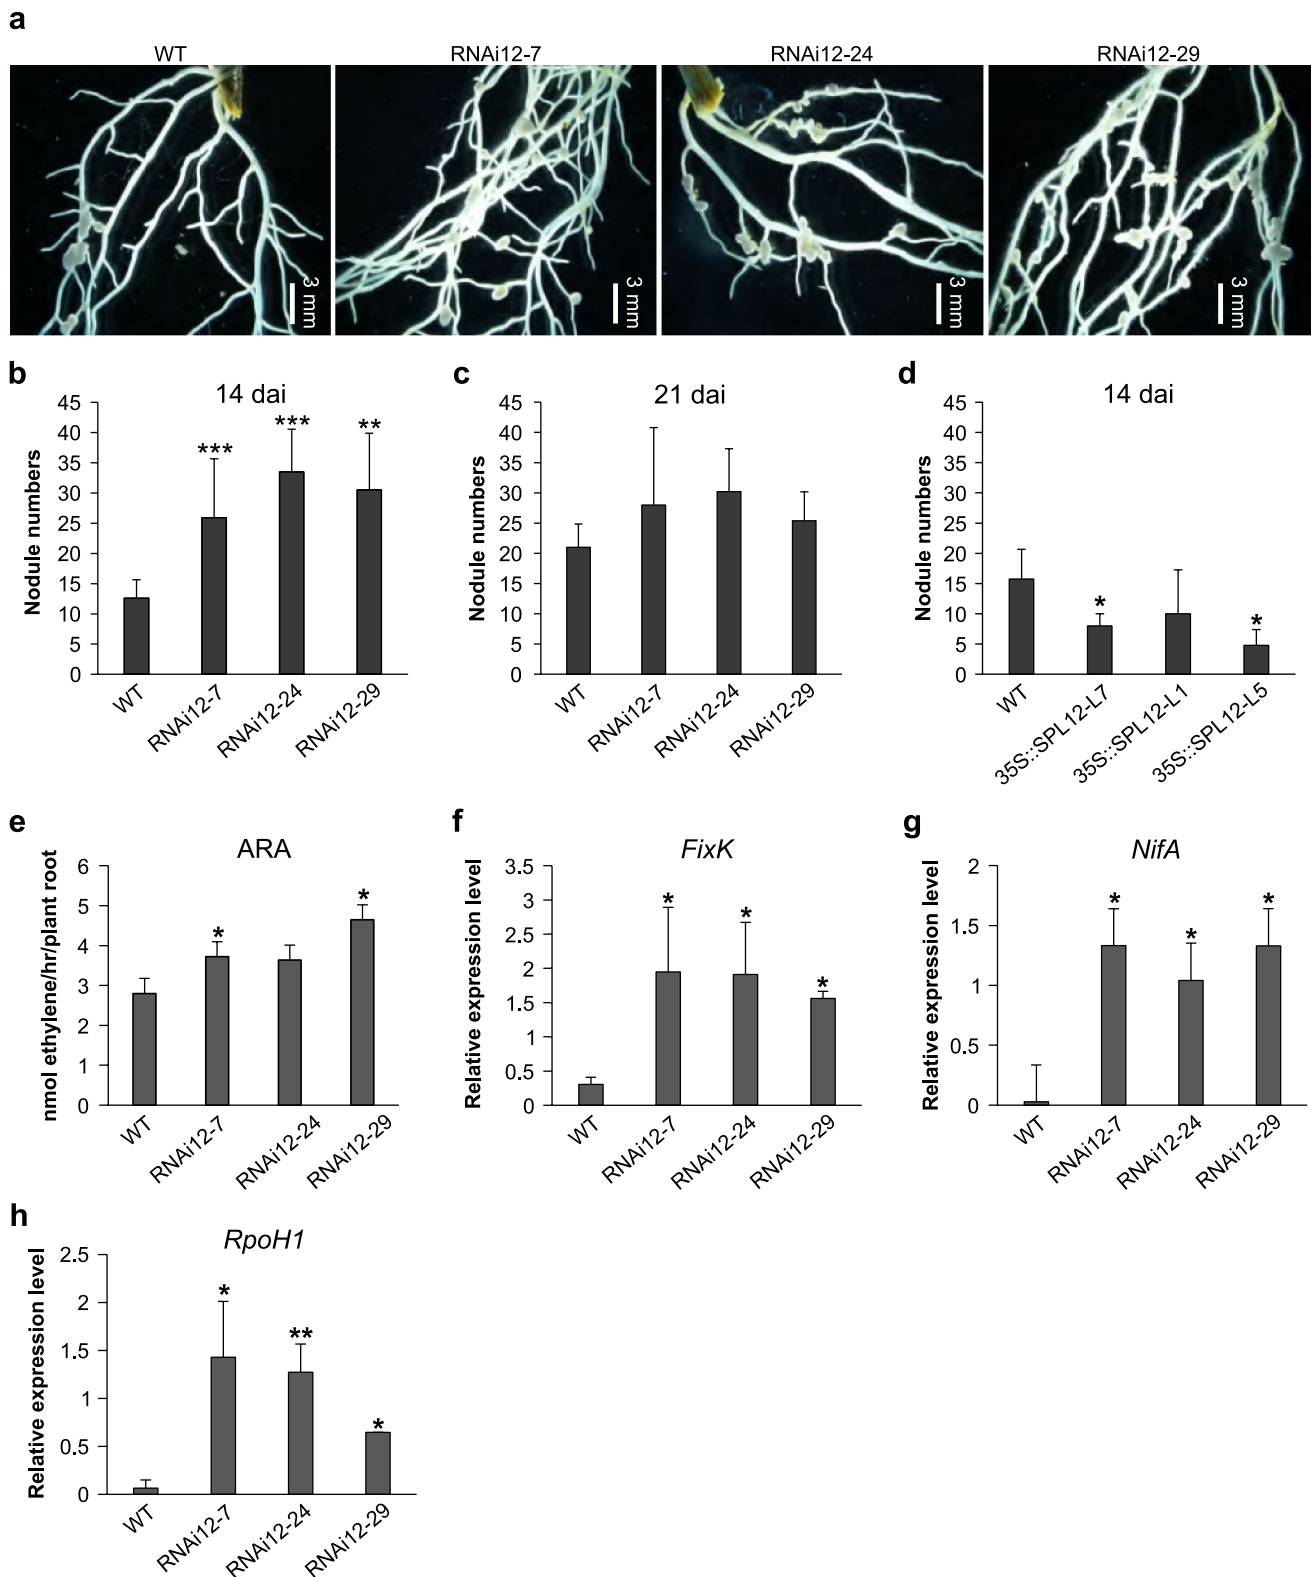 a
WT
RNAi12-7
RNAi12-24
RNAi12-29
3 mm
3 mm
3 mm
3 mm
b
14 dai
Nodule numbers
45
40
35
30
25
20
15
10
5
0
***
***
**
WT
RNAi12-7
RNAi12-24
RNAi12-29
c
21 dai
Nodule numbers
45
40
35
30
25
20
15
10
5
0
WT
RNAi12-7
RNAi12-24
RNAi12-29
d
14 dai
Nodule numbers
45
40
35
30
25
20
15
10
5
0
*
*
WT
35S::SPL12-L7
35S::SPL12-L1
35S::SPL12-L5
e
ARA
nmol ethylene/hr/plant root
6
5
4
3
2
1
0
*
*
WT
RNAi12-7
RNAi12-24
RNAi12-29
f
FixK
Relative expression level
3.5
3
2.5
2
1.5
1
0.5
0
*
*
*
WT
RNAi12-7
RNAi12-24
RNAi12-29
g
NifA
Relative expression level
2
1.5
1
0.5
0
*
*
*
WT
RNAi12-7
RNAi12-24
RNAi12-29
h
RpoH1
Relative expression level
2.5
2
1.5
1
0.5
0
*
**
*
WT
RNAi12-7
RNAi12-24
RNAi12-29